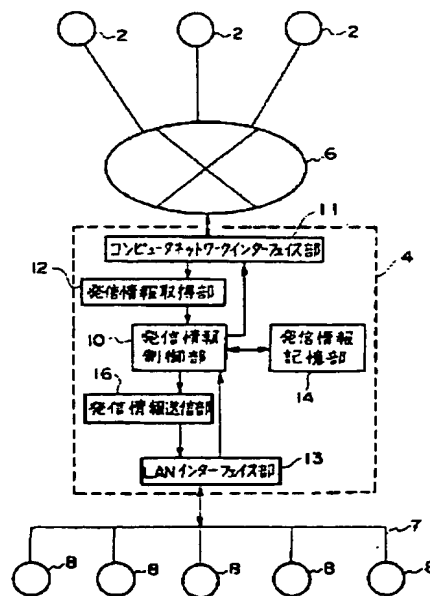 2
2
2
6
11
コンピュータネットワークインターフェイス部
4
12
発信情報取得部
10
発信情報
制御部
発信情報
記憶部
14
16
発信情報送信部
13
LANインターフェイス部
7
8
8
8
8
8